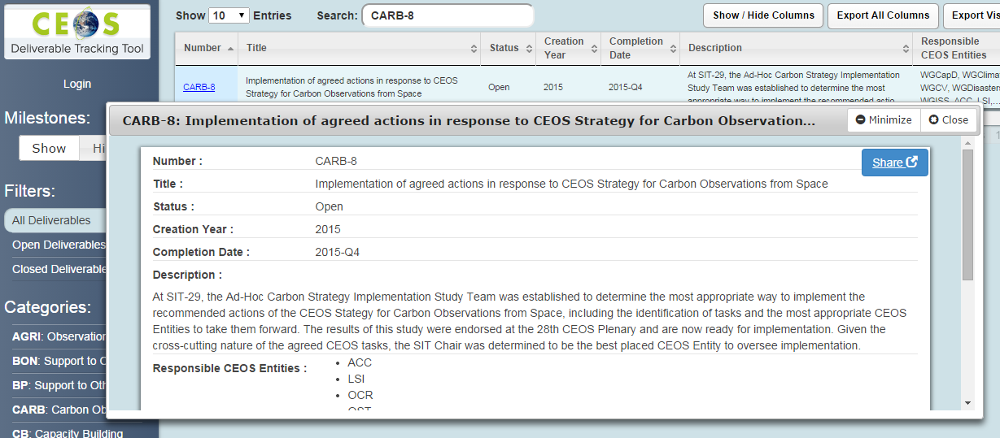 CEOS
Deliverable Tracking Tool
Login
Milestones:
Show Hi
Filters:
All Deliverables
Open Deliverables
Closed Deliverable
Categories:
AGRI: Observation
BON: Support to C
BP: Support to Oth
CARB: Carbon Ob
CB: Capacity Building
Show 10 Entries Search: CARB-8
Show / Hide Columns Export All Columns Export Vis
Number Title Status Creation Year Completion Date Description Responsible CEOS Entities
CARB-8
Implementation of agreed actions in response to CEOS
Strategy for Carbon Observations from Space
Open
2015
2015-Q4
At SIT-29, the Ad-Hoc Carbon Strategy Implementation
Study Team was established to determine the most
appropriate way to implement the recommended actio
WGCapD, WGClima
WGCV, WGDisasters
WGISS, ACC, LSI,...
CARB-8: Implementation of agreed actions in response to CEOS Strategy for Carbon Observation...
Minimize Close
Share
Number : CARB-8
Title : Implementation of agreed actions in response to CEOS Strategy for Carbon Observations from Space
Status : Open
Creation Year : 2015
Completion Date : 2015-Q4
Description :
At SIT-29, the Ad-Hoc Carbon Strategy Implementation Study Team was established to determine the most appropriate way to implement the
recommended actions of the CEOS Stategy for Carbon Observations from Space, including the identification of tasks and the most appropriate CEOS
Entities to take them forward. The results of this study were endorsed at the 28th CEOS Plenary and are now ready for implementation. Given the
cross-cutting nature of the agreed CEOS tasks, the SIT Chair was determined to be the best placed CEOS Entity to oversee implementation.
Responsible CEOS Entities : • ACC
• LSI
• OCR